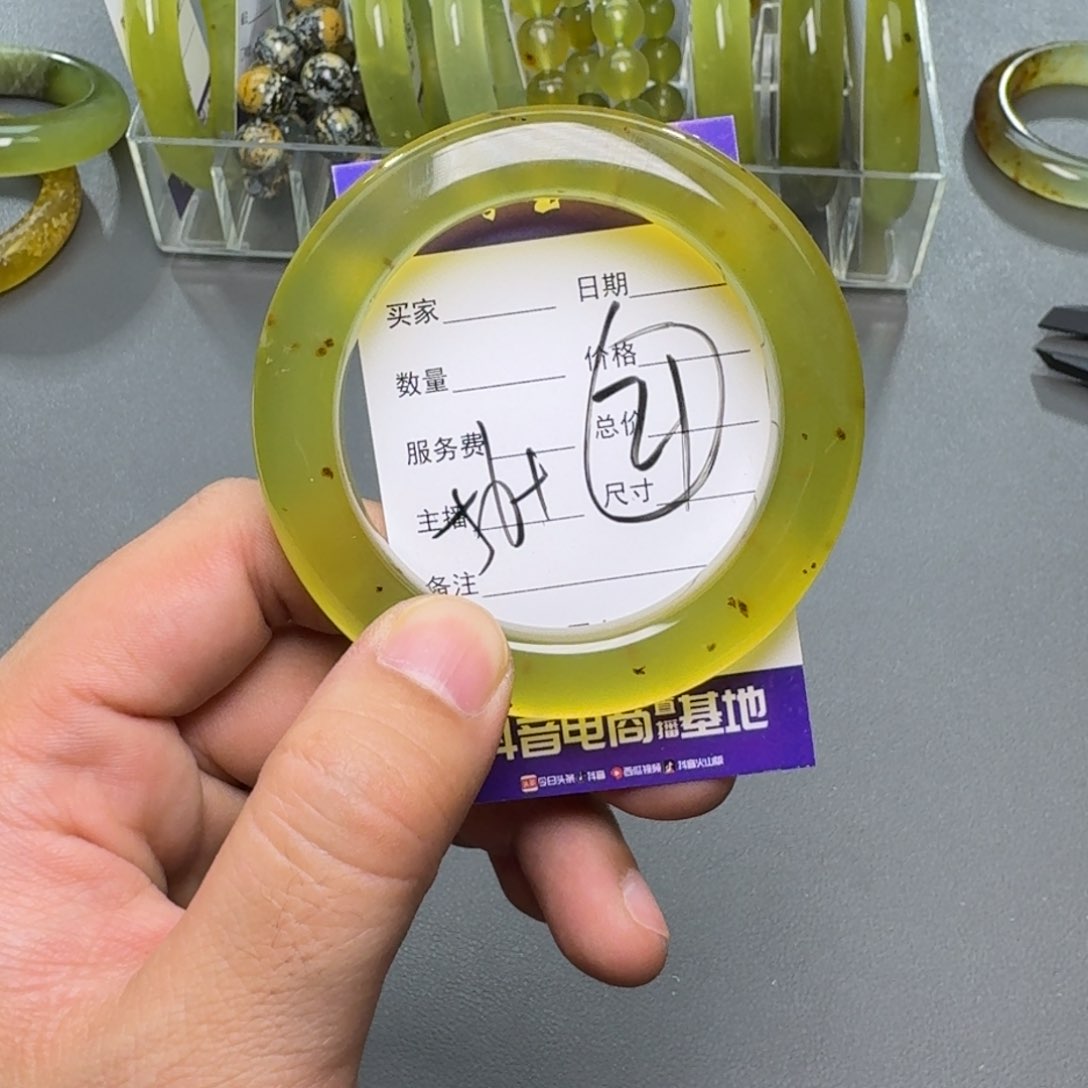 买家 日期
数量 价格
服务费 总价
主播 尺寸
21
备注
抖音电商直播基地
今日头条 抖音 西瓜视频 抖音火山版